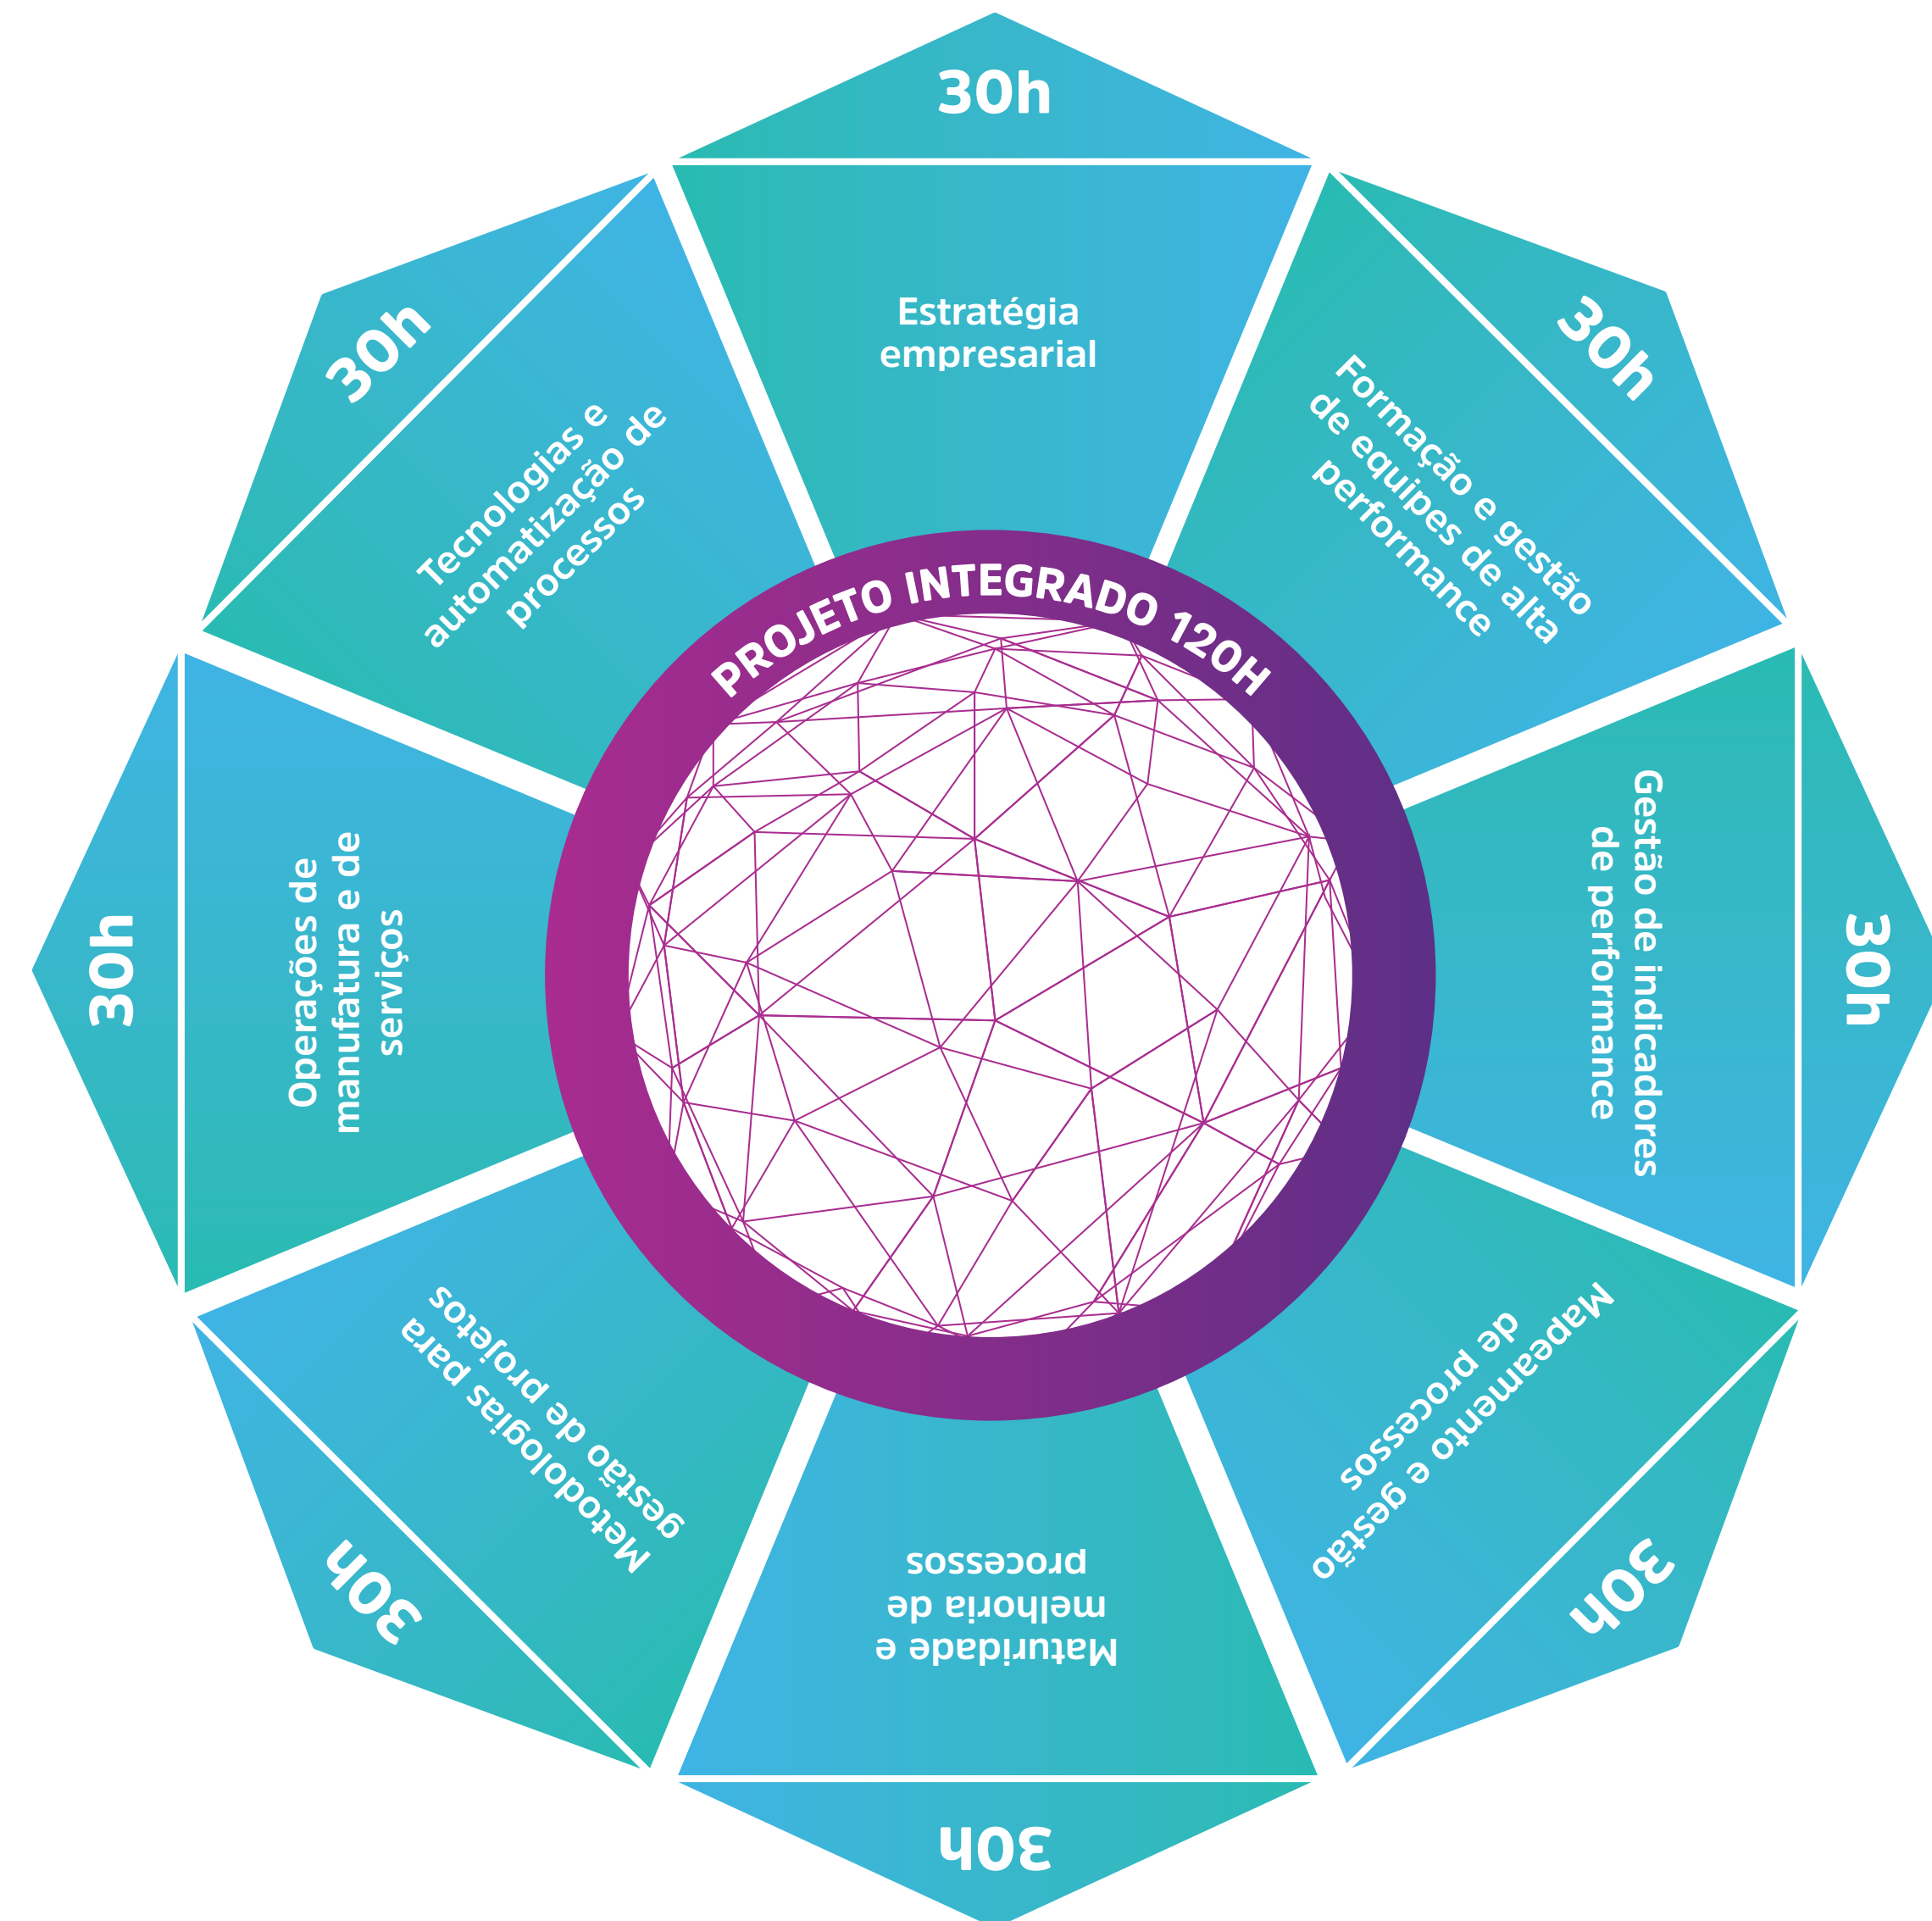 30h
Estratégia
empresarial
30h
Formação e gestão
de equipes de alta
performance
30h
Gestão de indicadores
de performance
30h
Mapeamento e gestão
de processos
30h
Maturidade e
melhoria de
processos
30h
Metodologias para
gestão de projetos
30h
Operações de
manufatura e de
serviços
30h
Tecnologias e
automatização de
processos
PROJETO INTEGRADO 120H